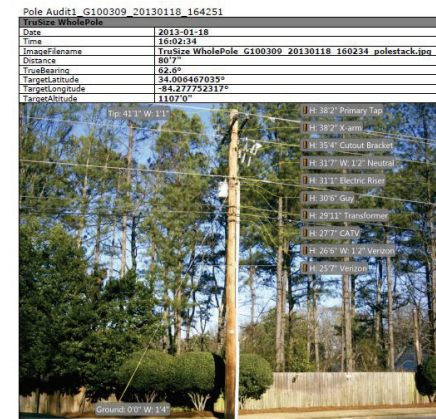 Pole Audit1_G100309_20130118_164251
TruSize WholePole
Date 2013-01-18
Time 16:02:34
ImageFilename TruSize WholePole_G100309_20130118_160234_polestack.jpg
Distance 80'7"
TrueBearing 62.6º
TargetLatitude 34.006467035º
TargetLongitude -84.277752317º
TargetAltitude 1107'0"
Tip: 41'1" W: 1'1"
H: 38'2" Primary Tap
H: 38'2" X-arm
H: 35'4" Cutout Bracket
H: 31'7" W: 1'2" Neutral
H: 31'1" Electric Riser
H: 30'6" Guy
H: 29'11" Transformer
H: 27'7" CATV
H: 26'6" W: 1'2" Verizon
H: 25'7" Verizon
Ground: 0'0" W: 1'4"